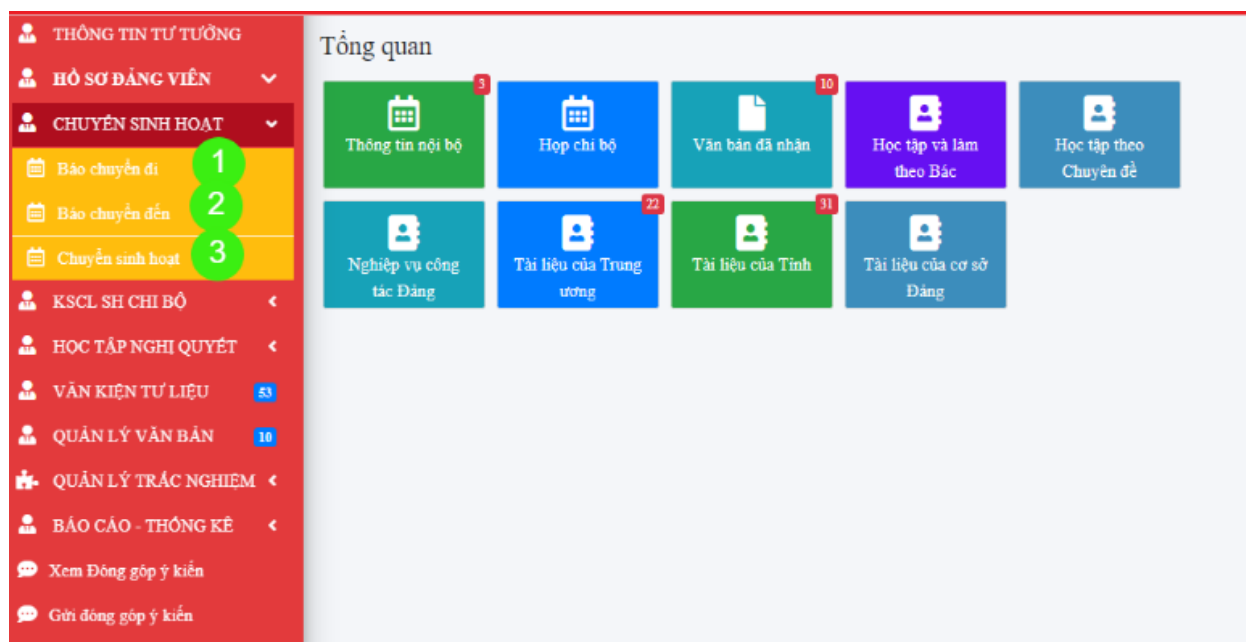 THÔNG TIN TƯ TƯỞNG
HỒ SƠ ĐẢNG VIÊN
CHUYỂN SINH HOẠT
Báo chuyển đi 1
Báo chuyển đến 2
Chuyển sinh hoạt 3
KSCL SH CHI BỘ
HỌC TẬP NGHỊ QUYẾT
VĂN KIỆN TƯ LIỆU 53
QUẢN LÝ VĂN BẢN 10
QUẢN LÝ TRẮC NGHIỆM
BÁO CÁO - THỐNG KÊ
Xem Đóng góp ý kiến
Gửi đóng góp ý kiến
Tổng quan
3
Thông tin nội bộ
Họp chi bộ
10
Văn bản đã nhận
Học tập và làm
theo Bác
Học tập theo
Chuyên đề
Nghiệp vụ công
tác Đảng
22
Tài liệu của Trung
ương
31
Tài liệu của Tỉnh
Tài liệu của cơ sở
Đảng